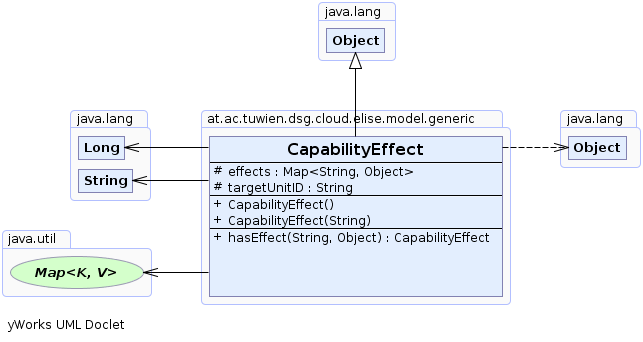 java.lang
Object
java.lang
Long
String
java.util
Map<K, V>
at.ac.tuwien.dsg.cloud.elise.model.generic
CapabilityEffect
# effects : Map<String, Object>
# targetUnitID : String
+ CapabilityEffect()
+ CapabilityEffect(String)
+ hasEffect(String, Object) : CapabilityEffect
java.lang
Object
yWorks UML Doclet